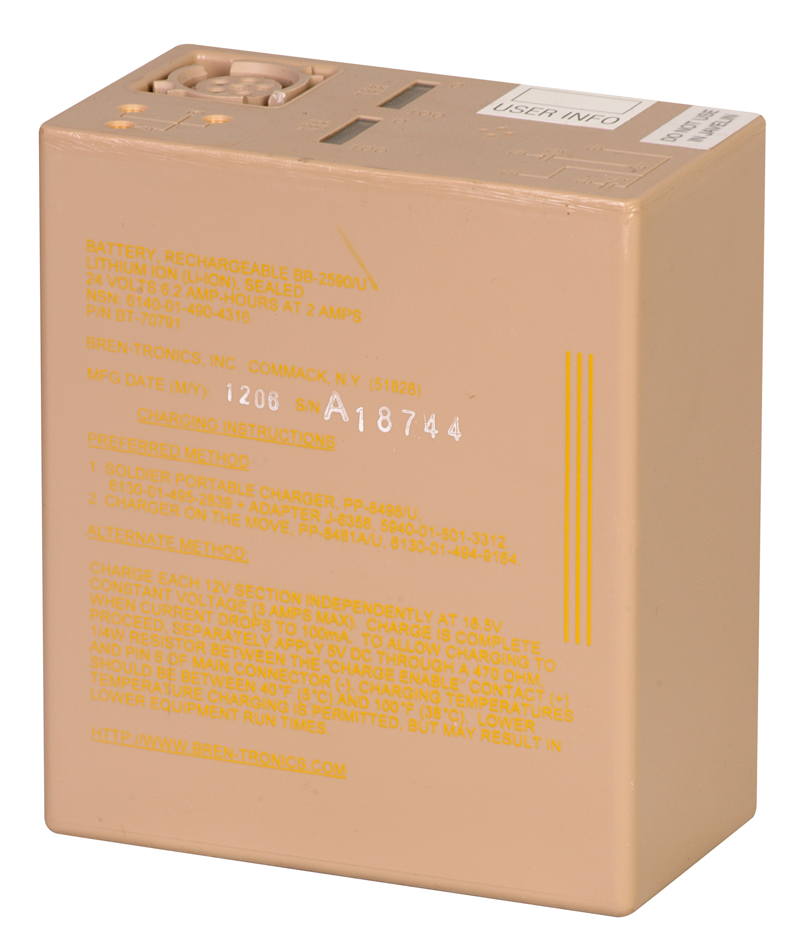 USER INFO
DO NOT USE
IN JAVELIN
BATTERY, RECHARGEABLE BB-2590/U
LITHIUM ION (LI-ION), SEALED
24 VOLTS 6.2 AMP-HOURS AT 2 AMPS
NSN: 6140-01-490-4316
P/N BT-70791
BREN-TRONICS, INC. COMMACK, N.Y. (51828)
MFG DATE (M/Y): 1206 S/N A18744
CHARGING INSTRUCTIONS
PREFERRED METHOD
1. SOLDIER PORTABLE CHARGER, PP-8498/U,
6130-01-495-2839 • ADAPTER J-6358, 5940-01-501-3312
2. CHARGER ON THE MOVE, PP-8481A/U, 6130-01-494-9184
ALTERNATE METHOD:
CHARGE EACH 12V SECTION INDEPENDENTLY AT 16.5V
CONSTANT VOLTAGE (3 AMPS MAX). CHARGE IS COMPLETE
WHEN CURRENT DROPS TO 100mA. TO ALLOW CHARGING TO
PROCEED, SEPARATELY APPLY 5V DC THROUGH A 470 OHM,
1/4W RESISTOR BETWEEN THE "CHARGE ENABLE" CONTACT (+)
AND PIN 6 OF MAIN CONNECTOR (-). CHARGING TEMPERATURES
SHOULD BE BETWEEN 40°F (5°C) AND 100°F (38°C). LOWER
TEMPERATURE CHARGING IS PERMITTED, BUT MAY RESULT IN
LOWER EQUIPMENT RUN TIMES.
HTTP://WWW.BREN-TRONICS.COM